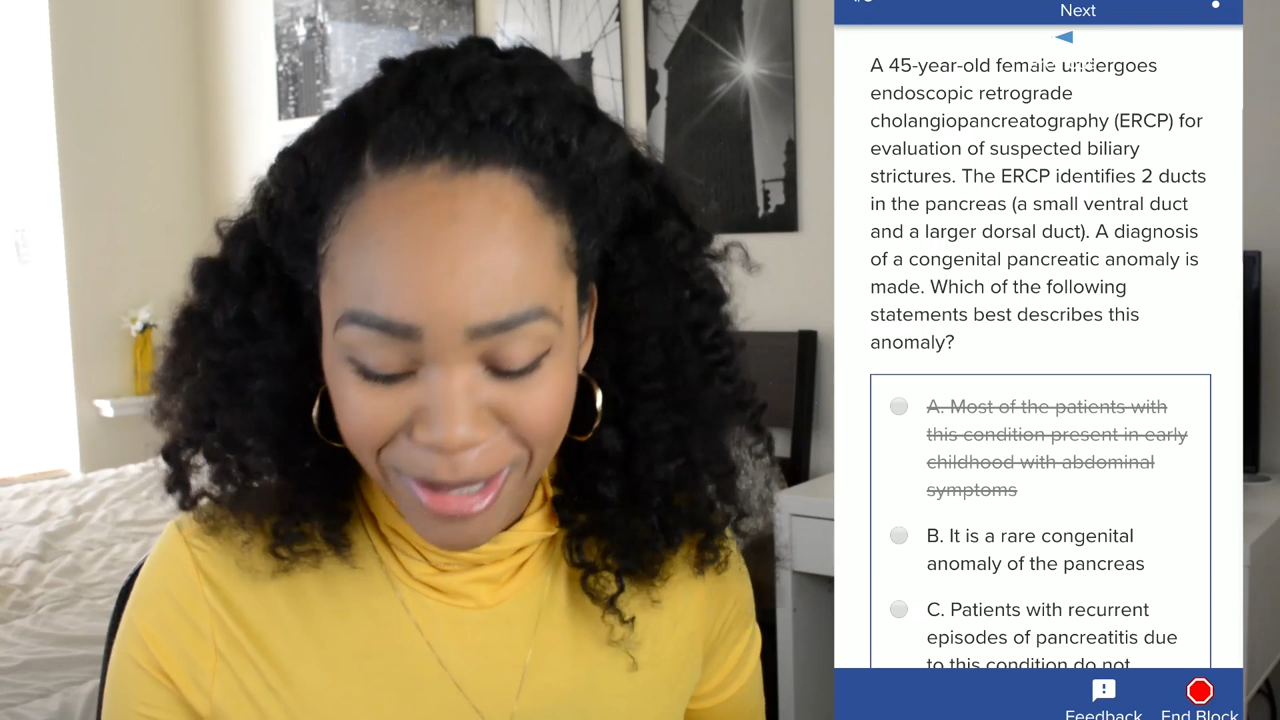 Next
A 45-year-old female undergoes
endoscopic retrograde
cholangiopancreatography (ERCP) for
evaluation of suspected biliary
strictures. The ERCP identifies 2 ducts
in the pancreas (a small ventral duct
and a larger dorsal duct). A diagnosis
of a congenital pancreatic anomaly is
made. Which of the following
statements best describes this
anomaly?
A. Most of the patients with
this condition present in early
childhood with abdominal
symptoms
B. It is a rare congenital
anomaly of the pancreas
C. Patients with recurrent
episodes of pancreatitis due
to this condition do not
Feedback End Block